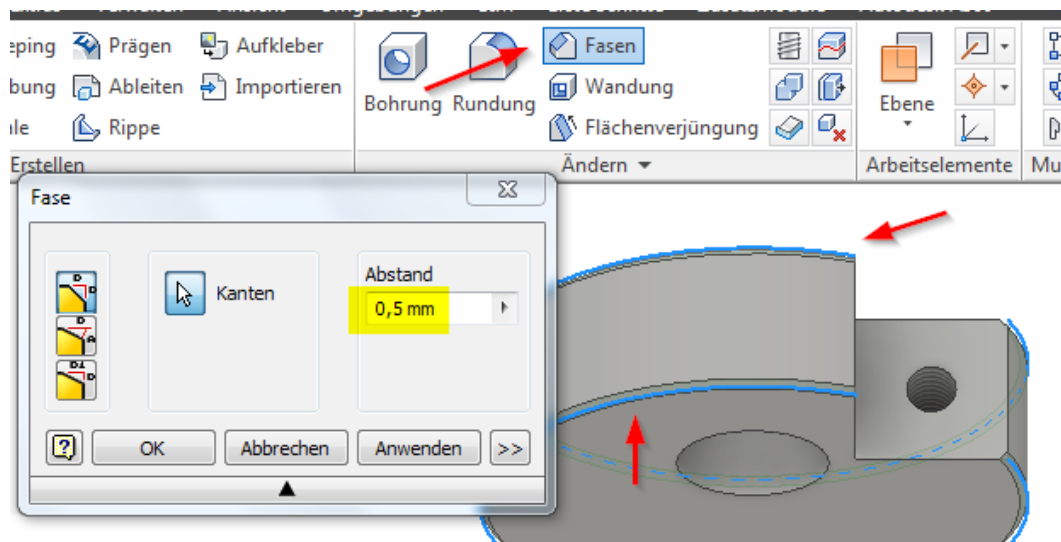 Prägen Aufkleber Fasen
Ableiten Importieren Wandung
Bohrung Rundung Ebene
Rippe Flächenverjüngung
Erstellen Ändern Arbeitselemente
Fase
Abstand
Kanten
0,5 mm
OK Abbrechen Anwenden >>